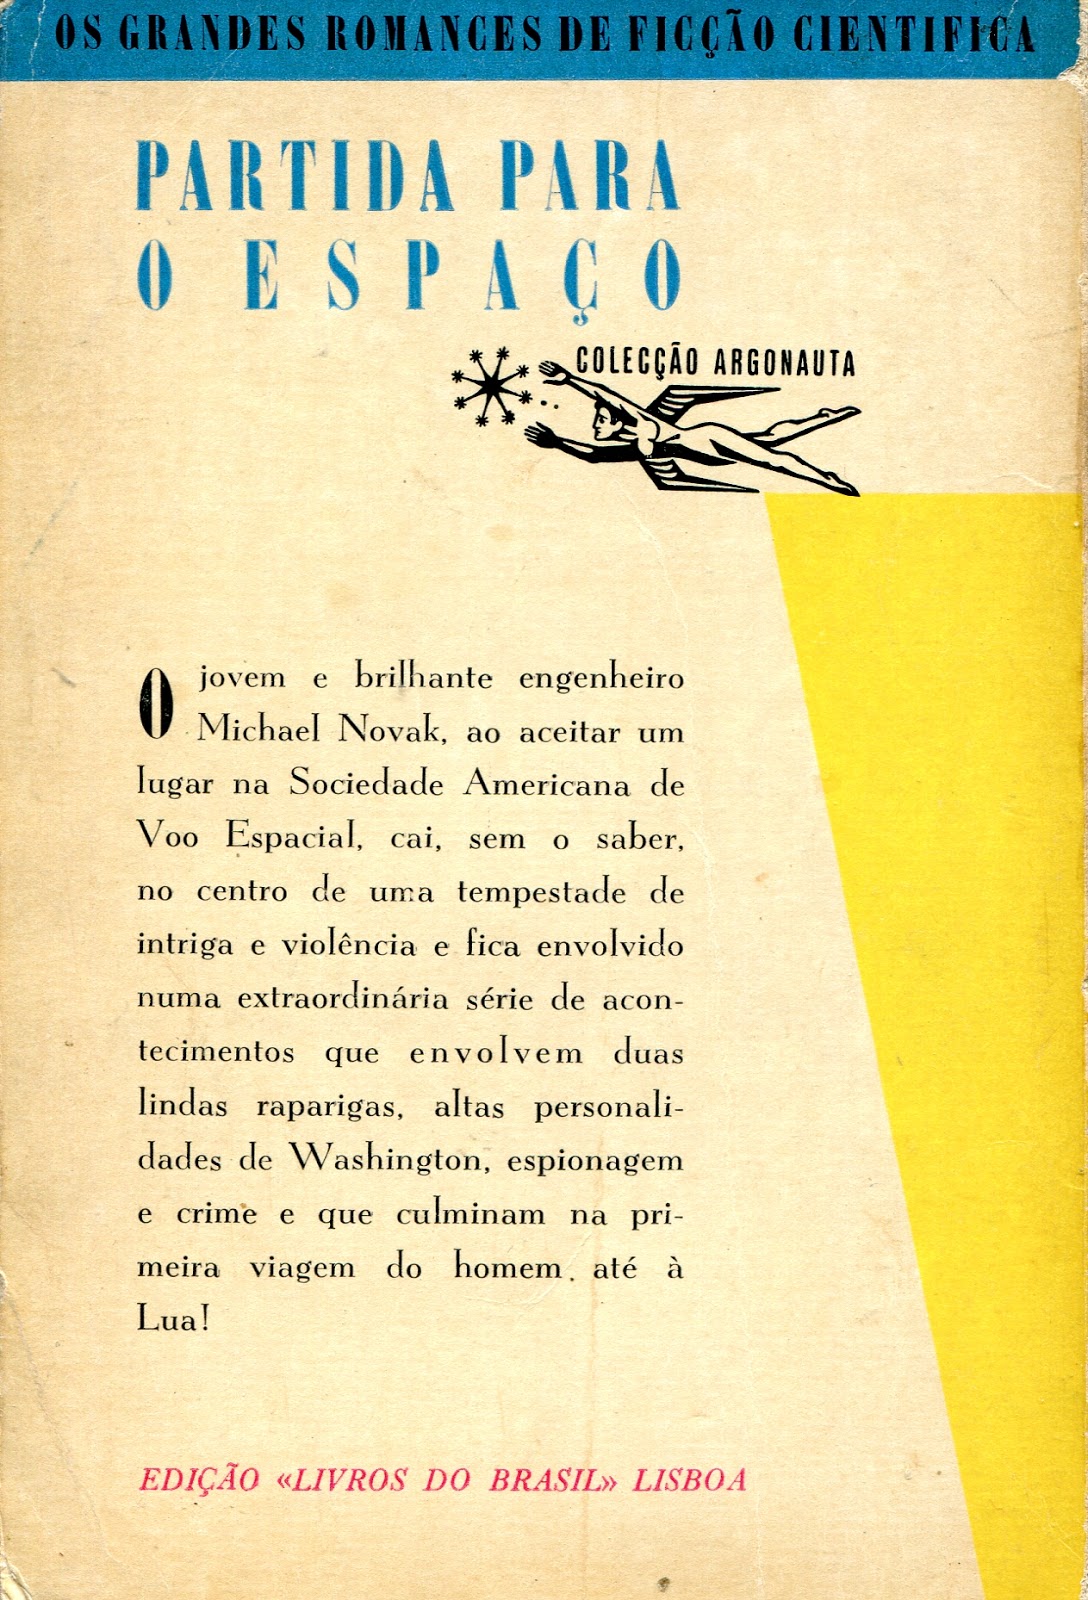 OS GRANDES ROMANCES DE FICÇÃO CIENTIFICA
PARTIDA PARA
O ESPAÇO
COLECÇÃO ARGONAUTA
O jovem e brilhante engenheiro
Michael Novak, ao aceitar um
lugar na Sociedade Americana de
Voo Espacial, cai, sem o saber,
no centro de uma tempestade de
intriga e violência e fica envolvido
numa extraordinária série de acon-
tecimentos que envolvem duas
lindas raparigas, altas personali-
dades de Washington, espionagem
e crime e que culminam na pri-
meira viagem do homem até à
Lua!
EDIÇÃO «LIVROS DO BRASIL» LISBOA